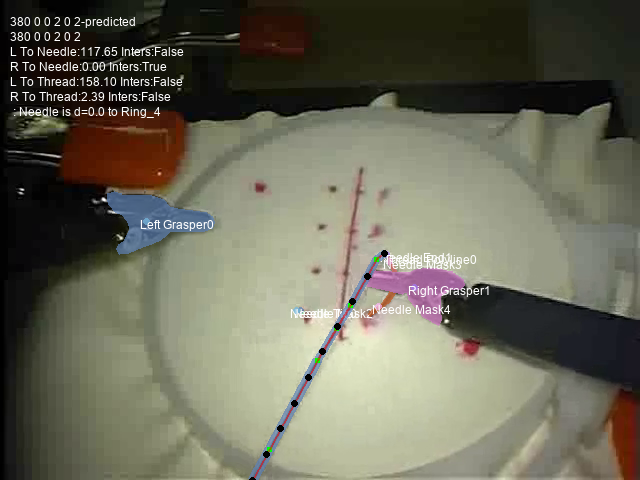 380 0 0 2 0 2-predicted
380 0 0 2 0 2
L To Needle:117.65 Inters:False
R To Needle:0.00 Inters:True
L To Thread:158.10 Inters:False
R To Thread:2.39 Inters:False
: Needle is d=0.0 to Ring_4
Left Grasper0
Needle Mask3
Right Grasper1
Needle Mask4